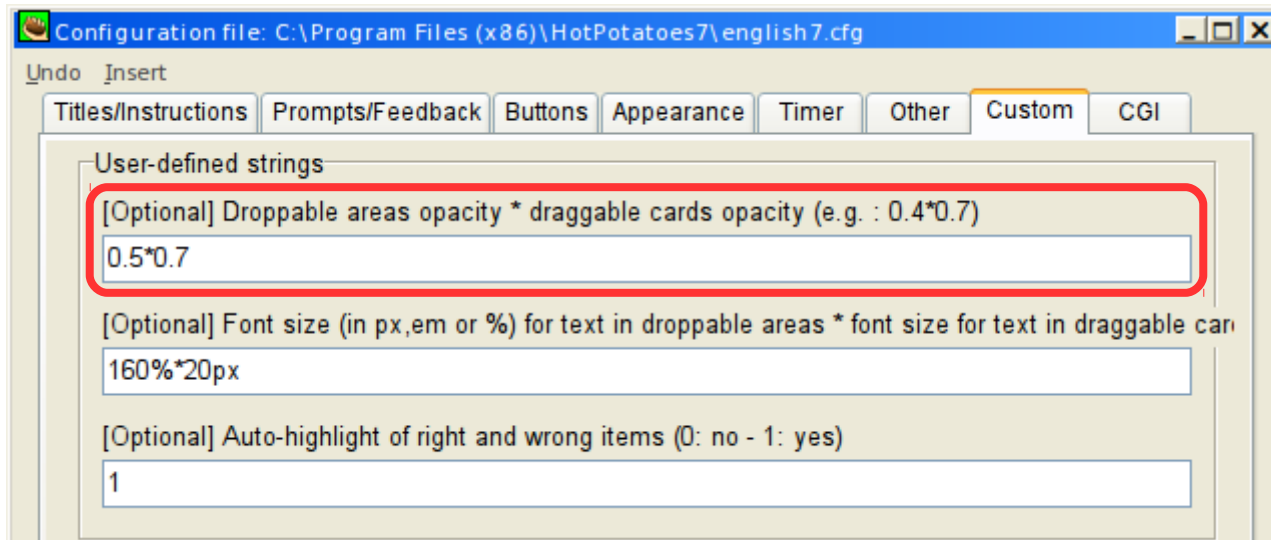 Configuration file: C:\Program Files (x86)\HotPotatoes7\english7.cfg
Undo Insert
Titles/Instructions Prompts/Feedback Buttons Appearance Timer Other Custom CGI
User-defined strings
[Optional] Droppable areas opacity * draggable cards opacity (e.g. : 0.4*0.7)
0.5*0.7
[Optional] Font size (in px,em or %) for text in droppable areas * font size for text in draggable
160%*20px
[Optional] Auto-highlight of right and wrong items (0: no - 1: yes)
1